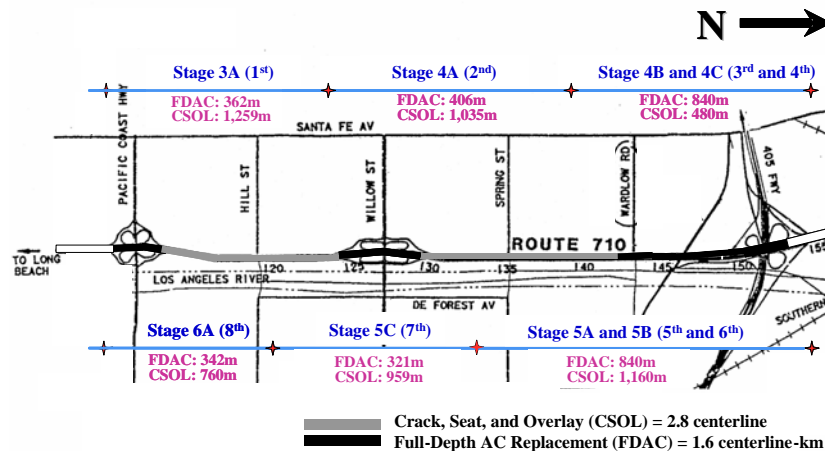 N
Stage 3A (1st)
Stage 4A (2nd)
Stage 4B and 4C (3rd and 4th)
FDAC: 362m
CSOL: 1,259m
FDAC: 406m
CSOL: 1,035m
FDAC: 840m
CSOL: 480m
SANTA FE AV
PACIFIC COAST HWY
HILL ST
WILLOW ST
SPRING ST
(WARDLOW RD)
405 FWY
ROUTE 710
TO LONG
BEACH
120
125
130
135
140
145
150
155
LOS ANGELES RIVER
DE FOREST AV
SOUTHERN
Stage 6A (8th)
Stage 5C (7th)
Stage 5A and 5B (5th and 6th)
FDAC: 342m
CSOL: 760m
FDAC: 321m
CSOL: 959m
FDAC: 840m
CSOL: 1,160m
Crack, Seat, and Overlay (CSOL) = 2.8 centerline
Full-Depth AC Replacement (FDAC) = 1.6 centerline-km